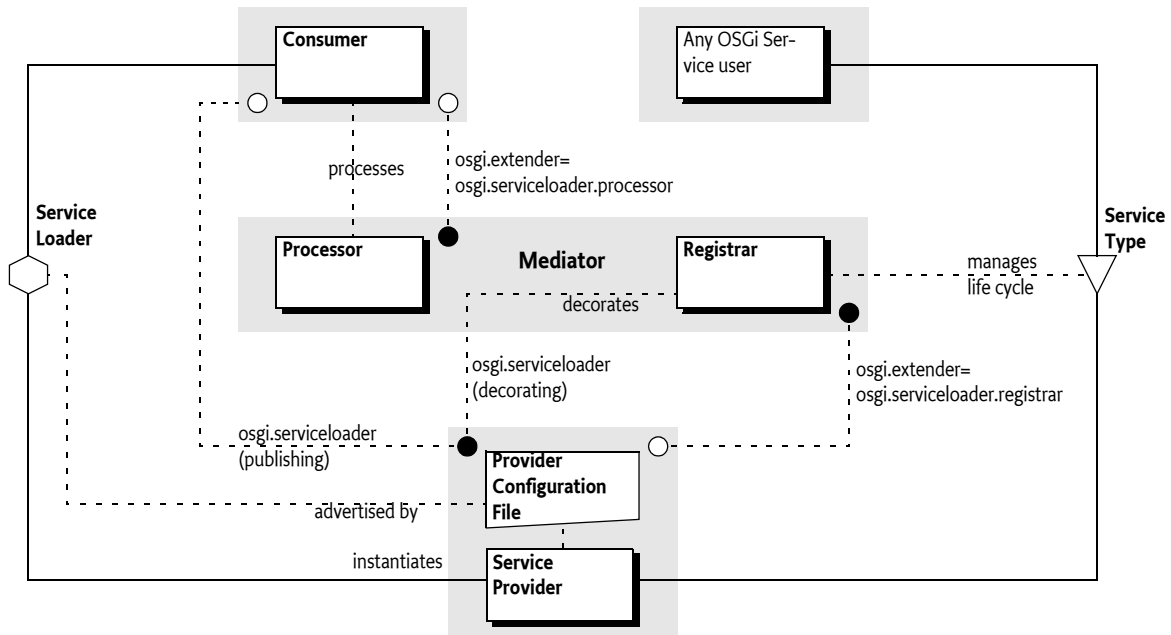 Consumer
Any OSGi Ser-
vice user
processes
osgi.extender=
osgi.serviceloader.processor
Service
Loader
Service
Type
Processor
Mediator
Registrar
manages
life cycle
decorates
osgi.serviceloader
(decorating)
osgi.extender=
osgi.serviceloader.registrar
osgi.serviceloader
(publishing)
Provider
Configuration
File
advertised by
instantiates
Service
Provider